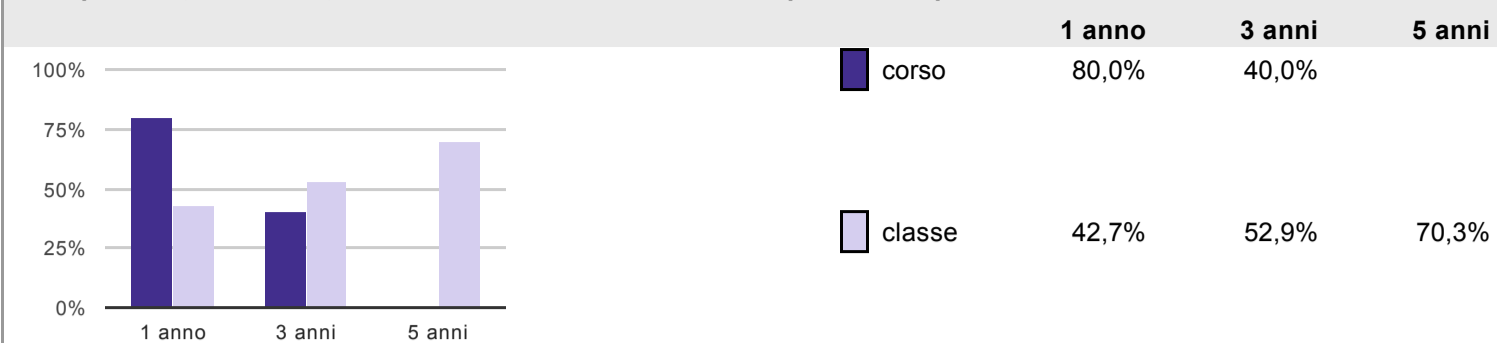 1 anno 3 anni 5 anni
100%
75%
50%
25%
0%
1 anno 3 anni 5 anni
corso 80,0% 40,0%
classe 42,7% 52,9% 70,3%